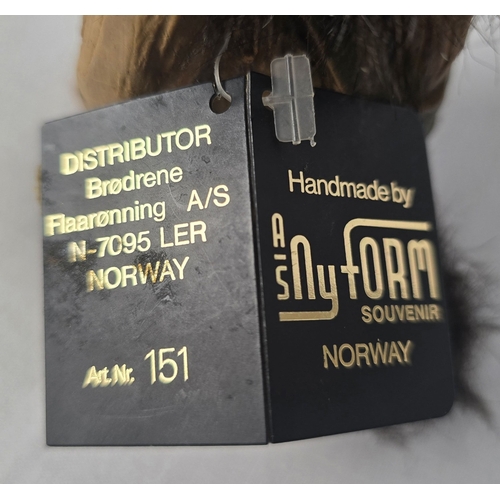 DISTRIBUTOR
Brødrene
Flaarønning A/S
N-7095 LER
NORWAY
Art.Nr. 151
Handmade by
A/S Nyform
SOUVENIR
NORWAY